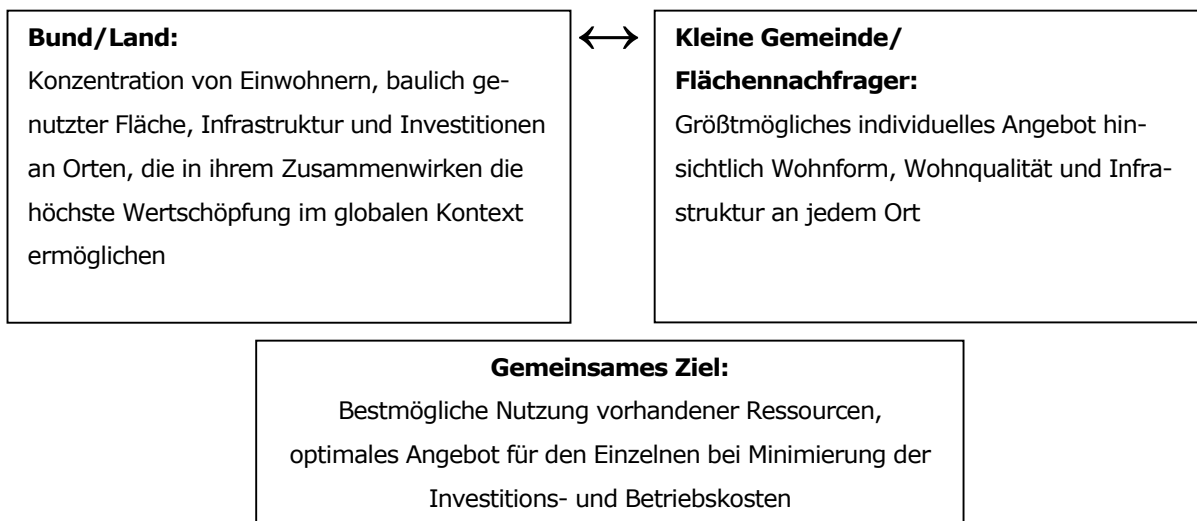 Bund/Land:
Konzentration von Einwohnern, baulich ge-
nutzter Fläche, Infrastruktur und Investitionen
an Orten, die in ihrem Zusammenwirken die
höchste Wertschöpfung im globalen Kontext
ermöglichen
Kleine Gemeinde/
Flächennachfrager:
Größtmögliches individuelles Angebot hin-
sichtlich Wohnform, Wohnqualität und Infra-
struktur an jedem Ort
Gemeinsames Ziel:
Bestmögliche Nutzung vorhandener Ressourcen,
optimales Angebot für den Einzelnen bei Minimierung der
Investitions- und Betriebskosten